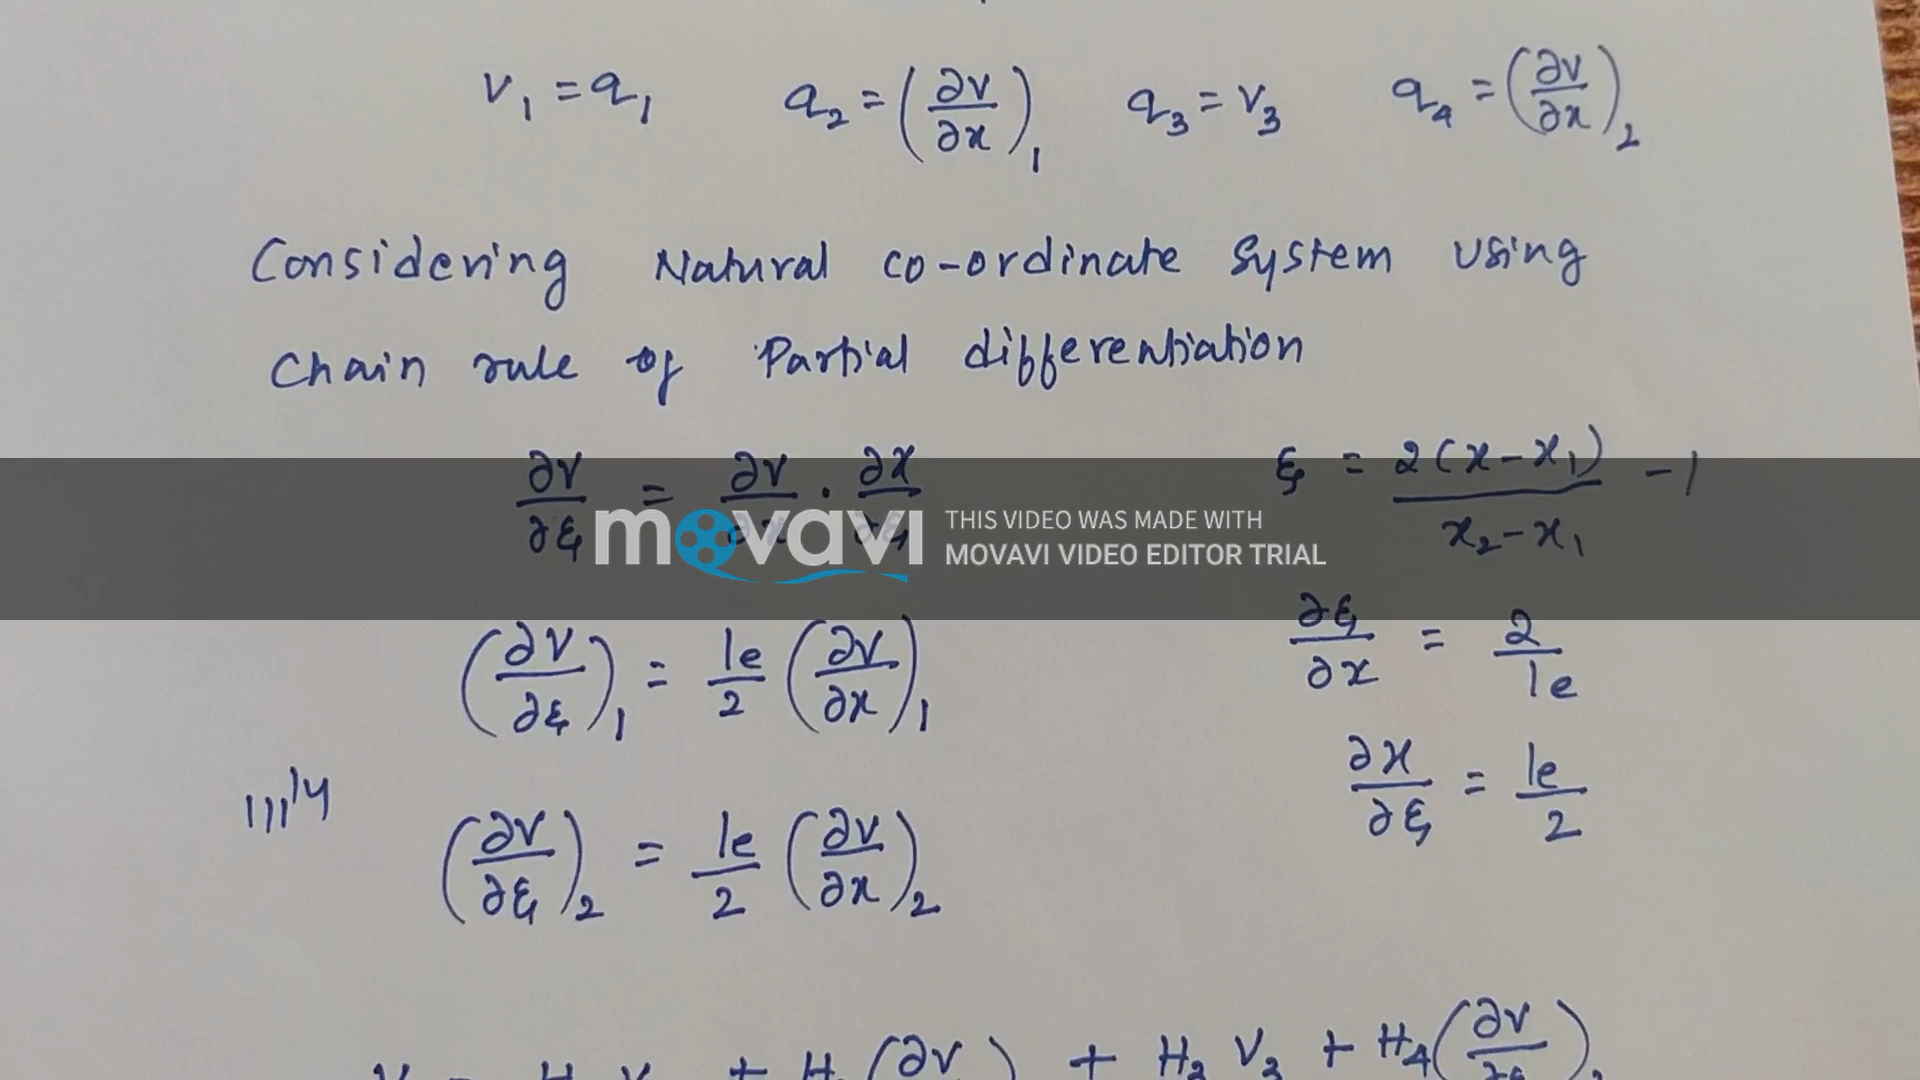 v₁ = q₁ q₂ = (∂v/∂x)₁ q₃ = v₃ q₄ = (∂v/∂x)₂
Considering Natural co-ordinate system using
Chain rule of Partial differentiation
∂v/∂ξ = ∂v/∂x · ∂x/∂ξ ξ = 2(x-x₁)/x₂-x₁ -1
movavi THIS VIDEO WAS MADE WITH
MOVAVI VIDEO EDITOR TRIAL
(∂v/∂ξ)₁ = le/2 (∂v/∂x)₁ ∂ξ/∂x = 2/le
∂x/∂ξ = le/2
111ly (∂v/∂ξ)₂ = le/2 (∂v/∂x)₂
+ (∂v ) + H₃ V₃ + H₄(∂v/∂ξ)